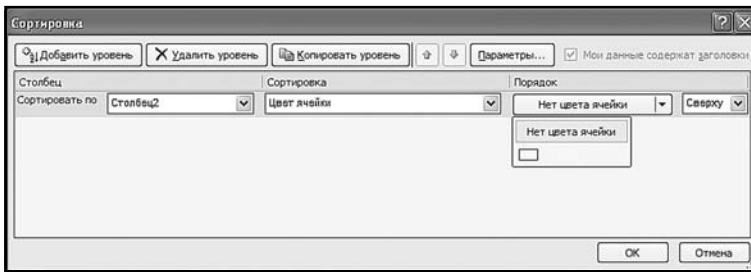 Сортировка
Добавить уровень Удалить уровень Копировать уровень Параметры... Мои данные содержат заголовки
Столбец Сортировка Порядок
Сортировать по Столбец2 Цвет ячейки Нет цвета ячейки Сверху
Нет цвета ячейки
ОК Отмена